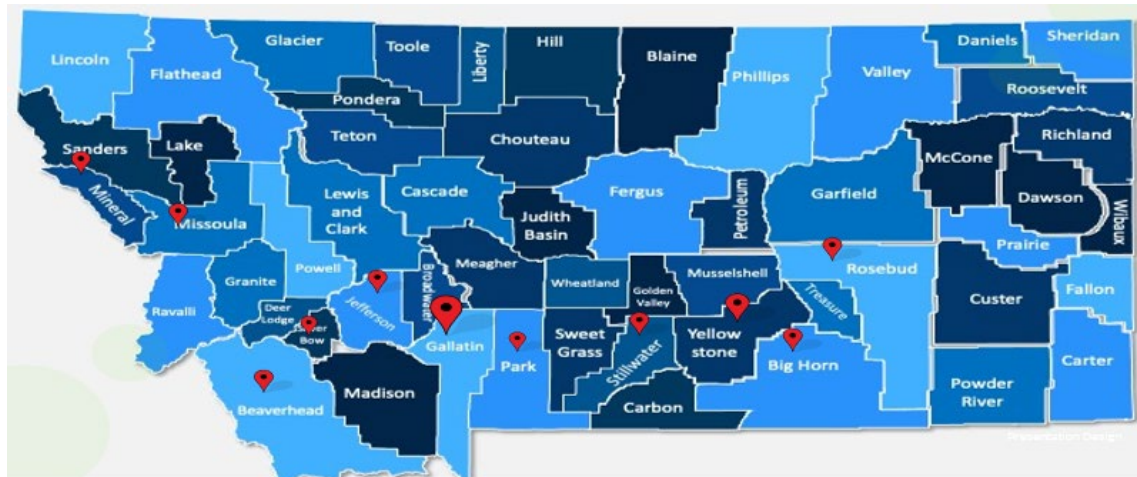 Lincoln
Flathead
Glacier
Toole
Liberty
Hill
Blaine
Phillips
Valley
Daniels
Sheridan
Roosevelt
Pondera
Teton
Chouteau
Richland
Sanders
Lake
McCone
Dawson
Wibaux
Mineral
Missoula
Lewis
and
Clark
Cascade
Judith
Basin
Fergus
Petroleum
Garfield
Prairie
Powell
Granite
Deer
Lodge
Bow
Ravalli
Jefferson
Broadwater
Meagher
Wheatland
Golden
Valley
Musselshell
Treasure
Rosebud
Custer
Fallon
Gallatin
Park
Sweet
Grass
Stillwater
Yellow
stone
Big Horn
Powder
River
Carter
Beaverhead
Madison
Carbon
Presentation Design